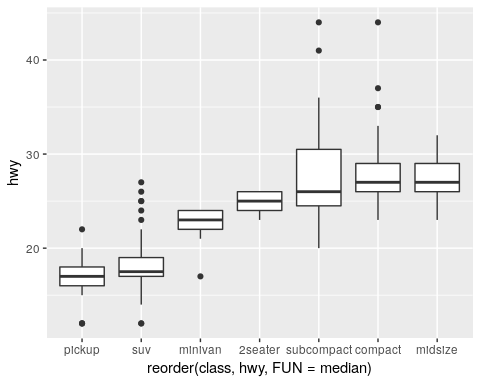 hwy
40
30
20
pickup suv minivan 2seater subcompact compact midsize
reorder(class, hwy, FUN = median)